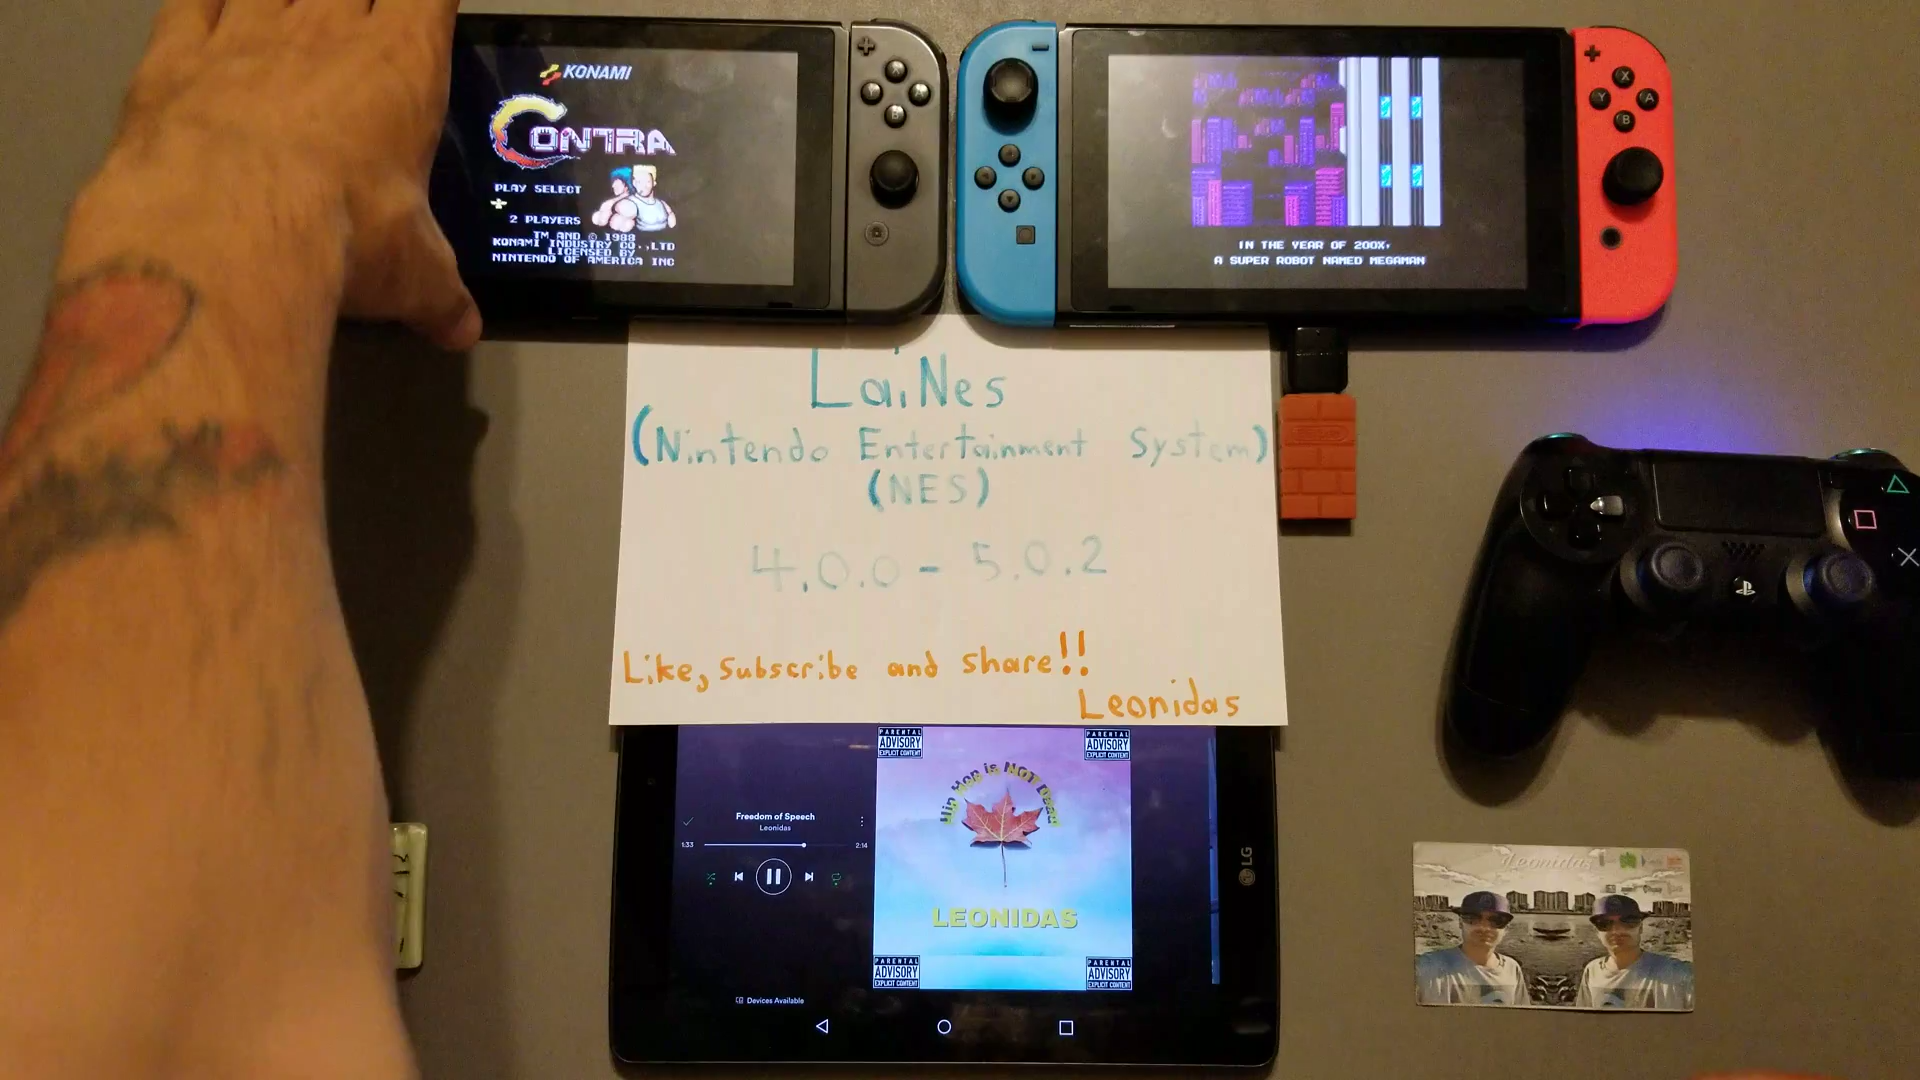 KONAMI
CONTRA
PLAY SELECT
2 PLAYERS
TM AND © 1988
KONAMI INDUSTRY CO.,LTD
LICENSED BY
NINTENDO OF AMERICA INC
IN THE YEAR OF 200X,
A SUPER ROBOT NAMED MEGAMAN
X
Y
A
B
LaiNes
(Nintendo Entertainment System)
(NES)
4.0.0 - 5.0.2
Like, Subscribe and share!!
Leonidas
PARENTAL
ADVISORY
EXPLICIT CONTENT
PARENTAL
ADVISORY
EXPLICIT CONTENT
Hip Hop is NOT Dead
Freedom of Speech
Leonidas
1:33
2:14
LEONIDAS
PARENTAL
ADVISORY
EXPLICIT CONTENT
PARENTAL
ADVISORY
EXPLICIT CONTENT
Devices Available
LG
Leonidas